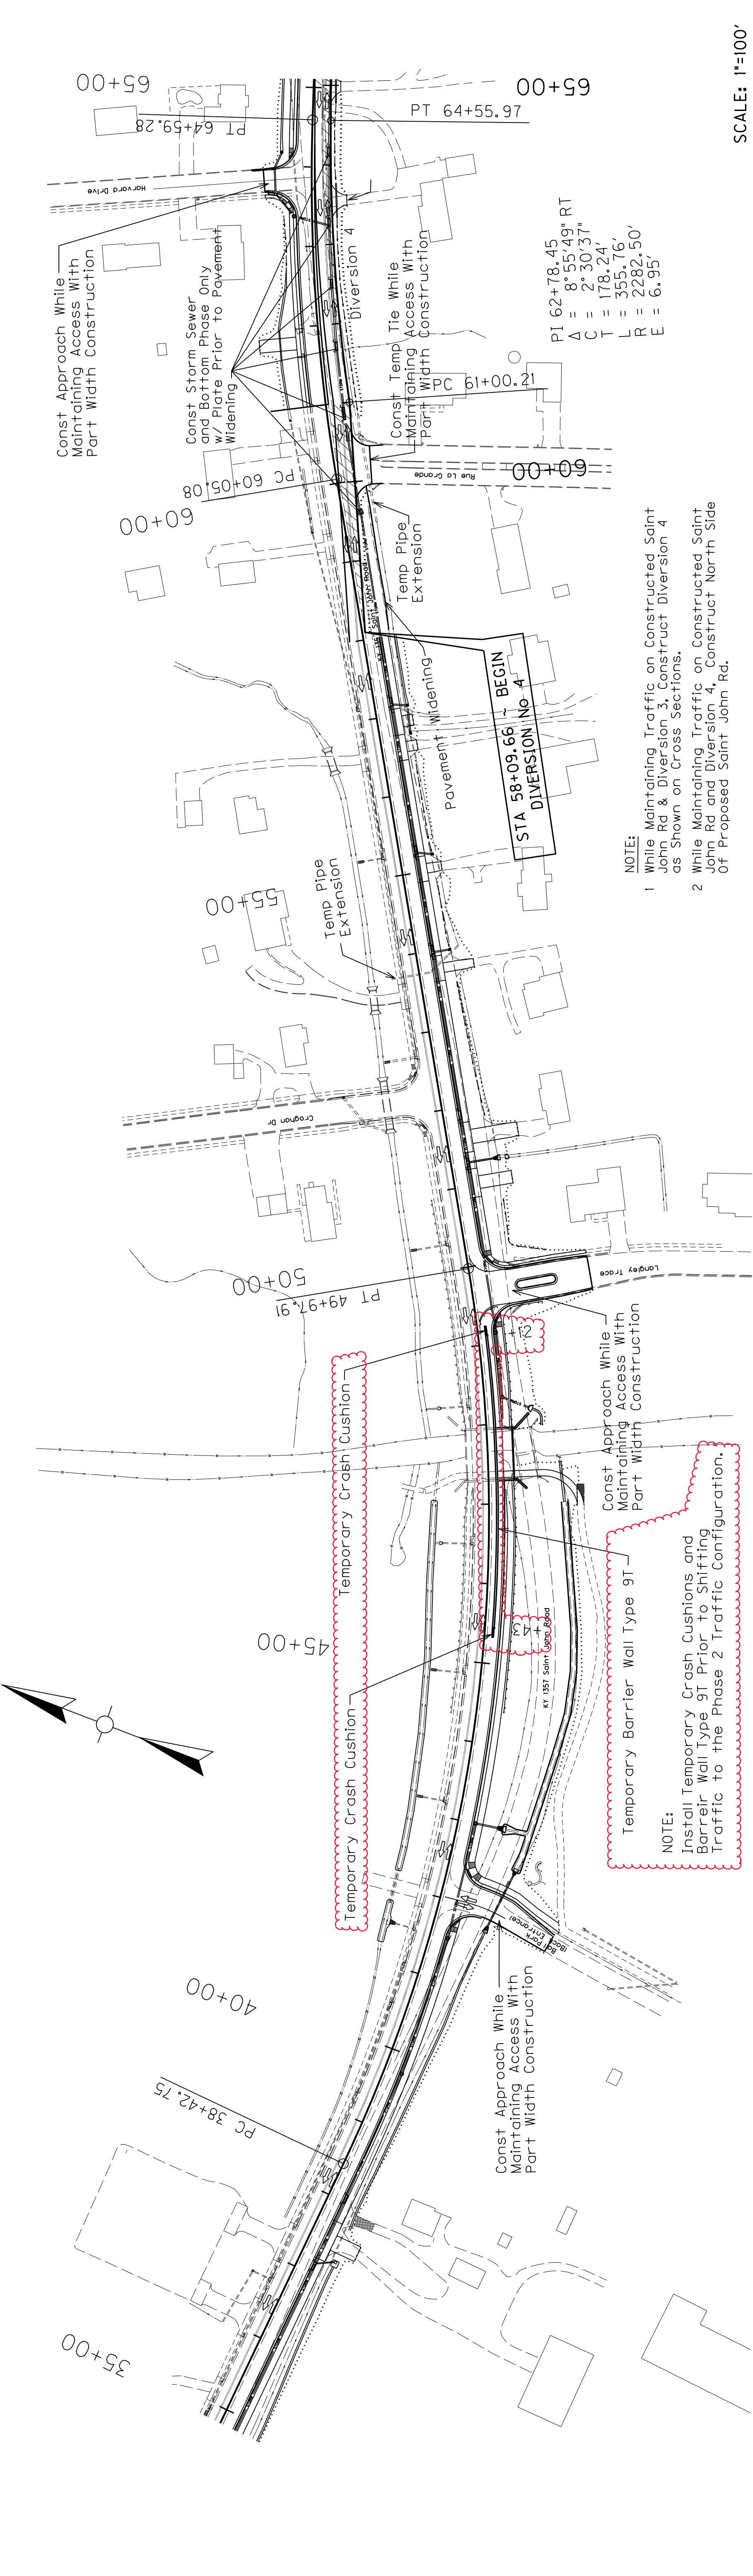 SCALE: 1"=100'
65+00
65+00
PT 64+59.28
PT 64+55.97
Harvard Drive
Const Approach While
Maintaining Access With
Part Width Construction
Const Storm Sewer
and Bottom Phase Only
w/ Plate Prior to Pavement
Widening
Diversion 4
Const Temp Tie While
Maintaining Access With
Part Width Construction
PI 62+78.45
Δ = 8°55'49" RT
C = 2°30'37"
T = 178.24'
L = 355.76'
R = 2282.50'
E = 6.95'
PC 61+00.21
PC 60+05.08
60+00
60+00
Rue La Grande
Temp Pipe
Extension
Pavement Widening
STA 58+09.66 ~ BEGIN
DIVERSION No 4
NOTE:
1 While Maintaining Traffic on Constructed Saint
John Rd & Diversion 3, Construct Diversion 4
as Shown on Cross Sections.
2 While Maintaining Traffic on Constructed Saint
John Rd and Diversion 4, Construct North Side
Of Proposed Saint John Rd.
55+00
Temp Pipe
Extension
Croghan Dr
50+00
PT 49+97.91
Langley Trace
Const Approach While
Maintaining Access With
Part Width Construction
+12
Temporary Crash Cushion
Temporary Crash Cushion
45+00
+43
KY 1357 Saint John Road
Temporary Barrier Wall Type 9T
NOTE:
Install Temporary Crash Cushions and
Barreir Wall Type 9T Prior to Shifting
Traffic to the Phase 2 Traffic Configuration.
Park
Entrance)
Const Approach While
Maintaining Access With
Part Width Construction
40+00
PC 38+42.75
35+00